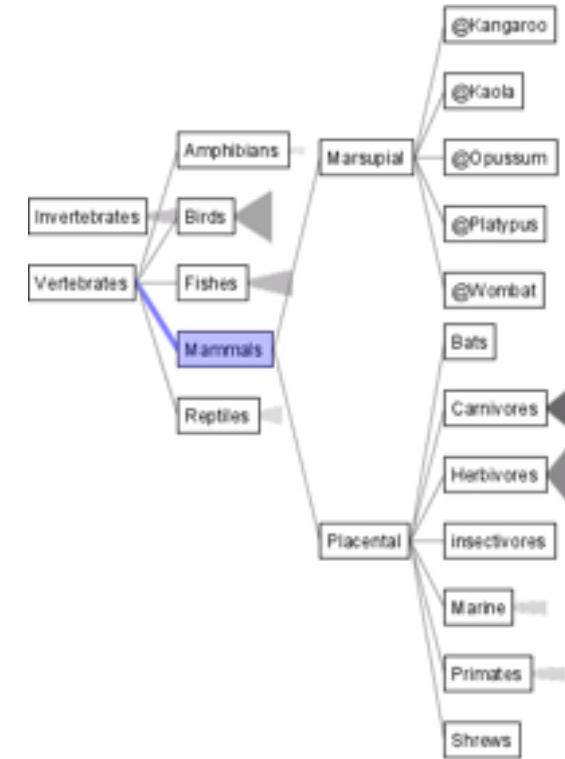 @Kangaroo
@Kaola
Amphibians
Marsupial
@Opussum
Invertebrates
Birds
@Platypus
Vertebrates
Fishes
@Wombat
Mammals
Bats
Reptiles
Carnivores
Herbivores
Placental
insectivores
Marine
Primates
Shrews